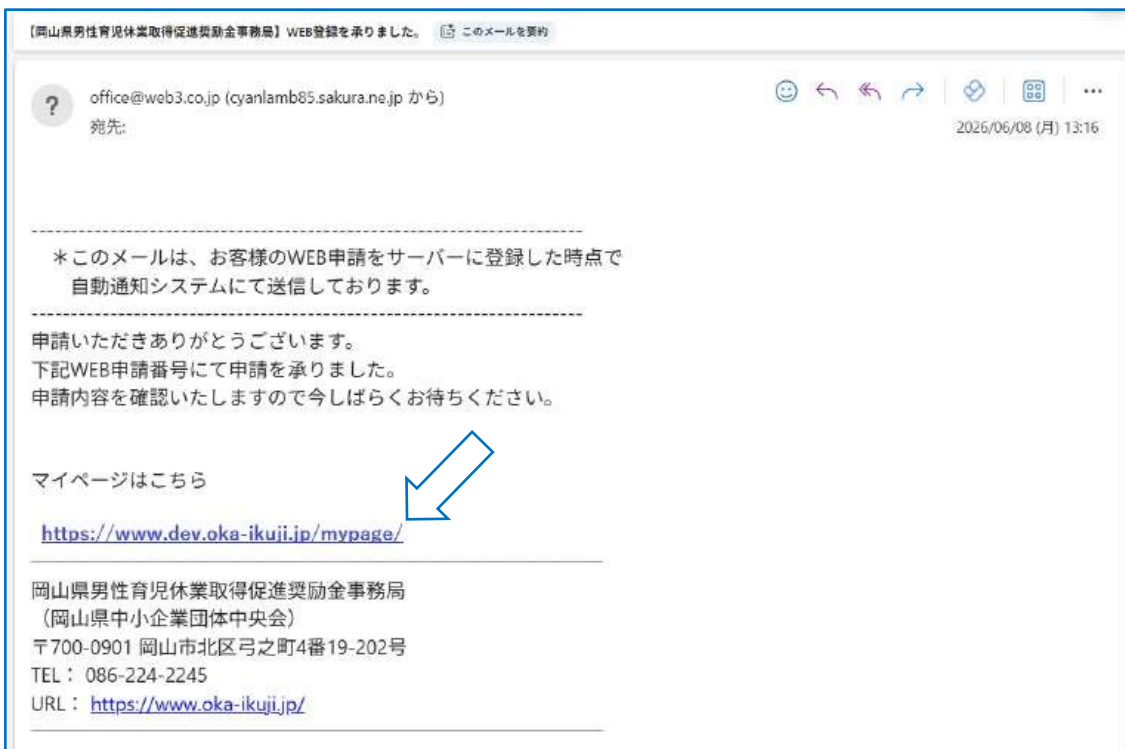 【岡山県男性育児休業取得促進奨励金事務局】WEB登録を承りました。 このメールを要約
? office@web3.co.jp (cyanlamb85.sakura.ne.jp から)
宛先:
2026/06/08 (月) 13:16
----------------------------------------------------------------------
＊このメールは、お客様のWEB申請をサーバーに登録した時点で
自動通知システムにて送信しております。
----------------------------------------------------------------------
申請いただきありがとうございます。
下記WEB申請番号にて申請を承りました。
申請内容を確認いたしますので今しばらくお待ちください。
マイページはこちら
https://www.dev.oka-ikuji.jp/mypage/
岡山県男性育児休業取得促進奨励金事務局
（岡山県中小企業団体中央会）
〒700-0901 岡山市北区弓之町4番19-202号
TEL： 086-224-2245
URL： https://www.oka-ikuji.jp/